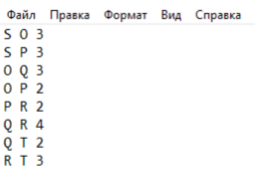 Файл Правка Формат Вид Справка
S O 3
S P 3
O Q 3
O P 2
P R 2
Q R 4
Q T 2
R T 3